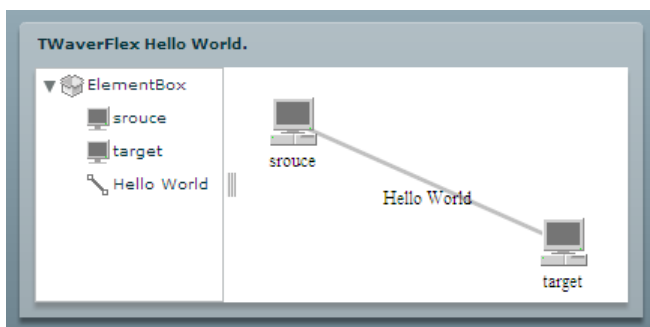 TWaverFlex Hello World.
ElementBox
srouce
target
Hello World
srouce
Hello World
target